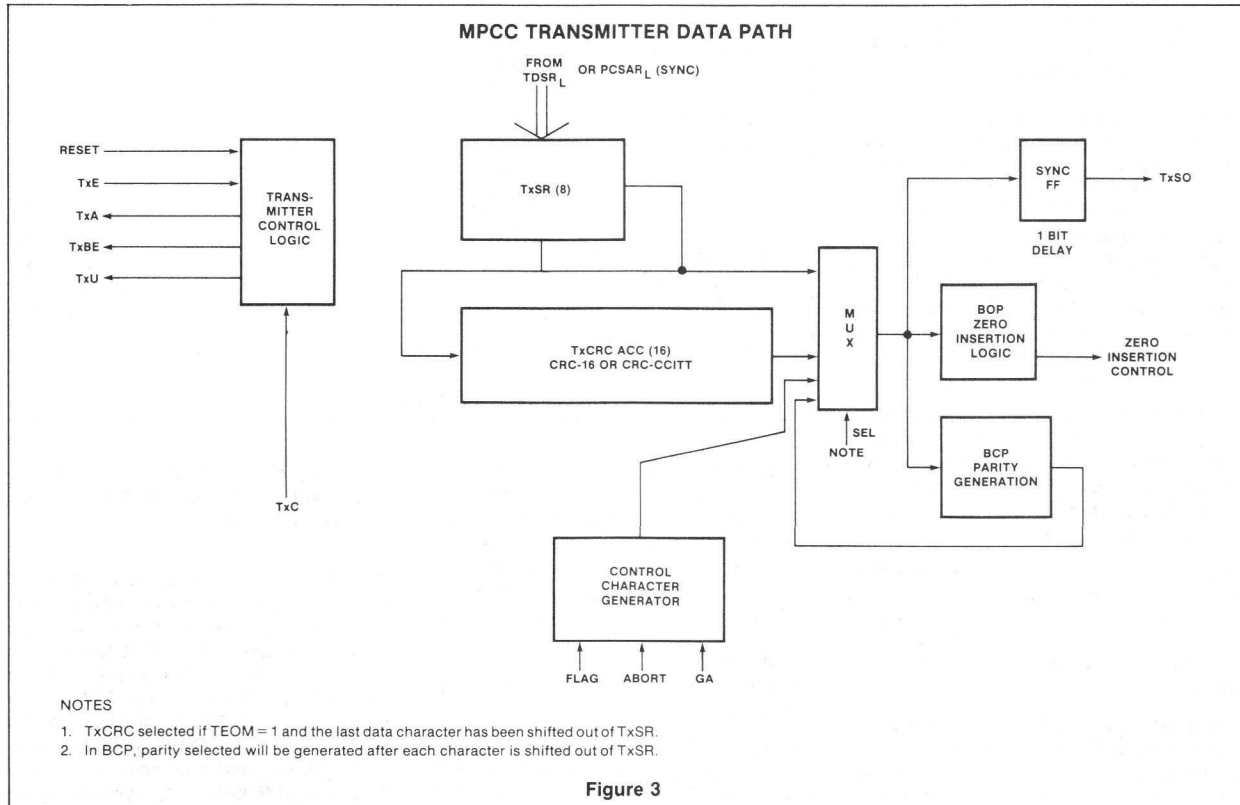 MPCC TRANSMITTER DATA PATH
FROM
TDSRL OR PCSARL (SYNC)
RESET
TxE
TxA
TxBE
TxU
TRANS-
MITTER
CONTROL
LOGIC
TxC
TxSR (8)
TxCRC ACC (16)
CRC-16 OR CRC-CCITT
M
U
X
SEL
NOTE
SYNC
FF
TxSO
1 BIT
DELAY
BOP
ZERO
INSERTION
LOGIC
ZERO
INSERTION
CONTROL
BCP
PARITY
GENERATION
CONTROL
CHARACTER
GENERATOR
FLAG ABORT GA
NOTES
1. TxCRC selected if TEOM = 1 and the last data character has been shifted out of TxSR.
2. In BCP, parity selected will be generated after each character is shifted out of TxSR.
Figure 3